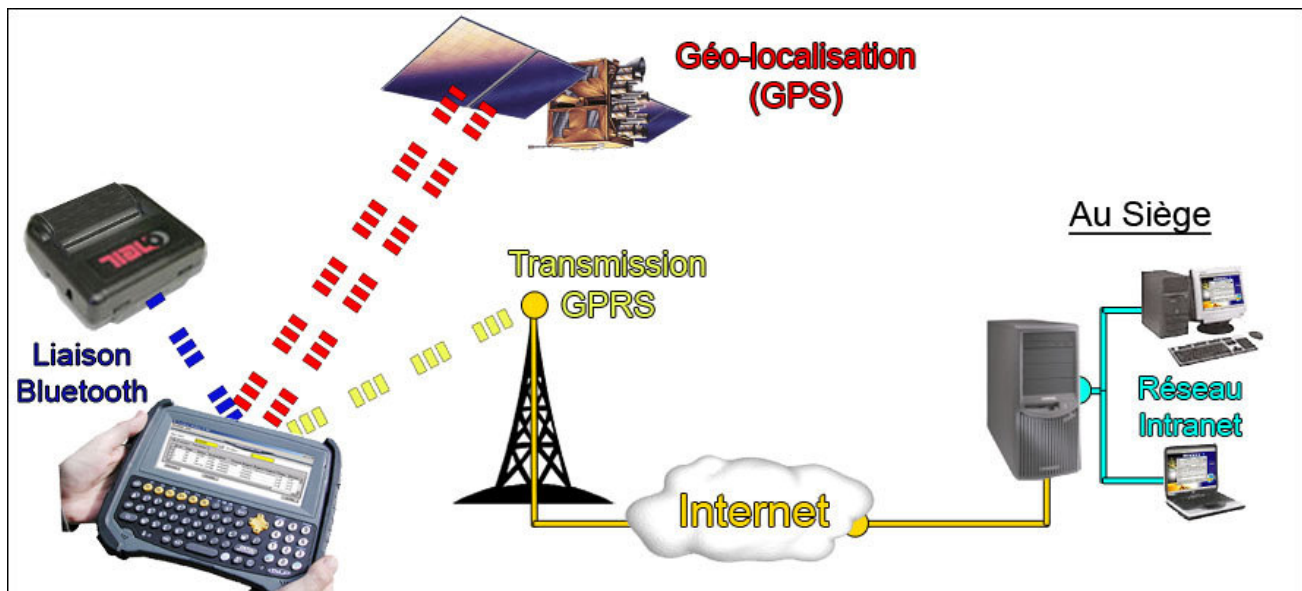 Géo-localisation
(GPS)
Au Siège
Transmission
GPRS
Liaison
Bluetooth
Réseau
Intranet
Internet